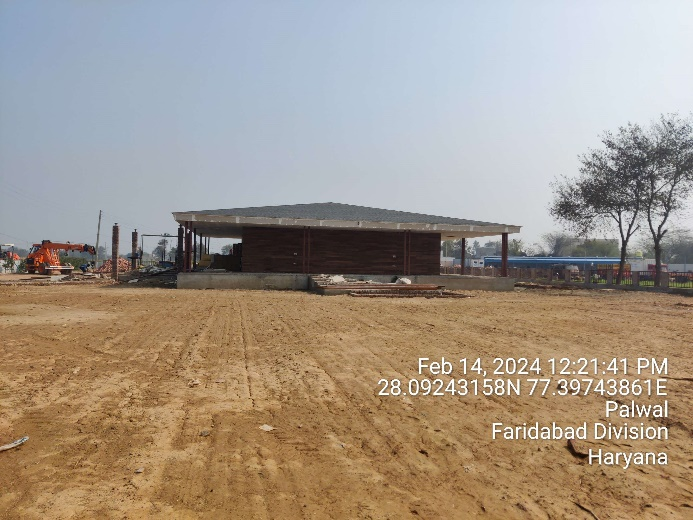 Feb 14, 2024 12:21:41 PM
28.09243158N 77.39743861E
Palwal
Faridabad Division
Haryana